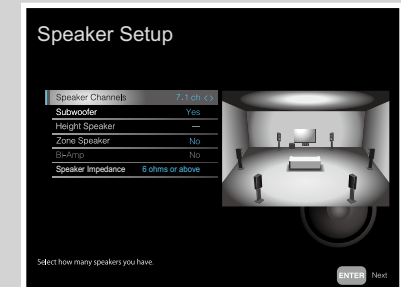 Speaker Setup
Speaker Channels 7.1 ch <>
Subwoofer Yes
Height Speaker —
Zone Speaker No
Bi-Amp No
Speaker Impedance 6 ohms or above
Select how many speakers you have.
ENTER Next